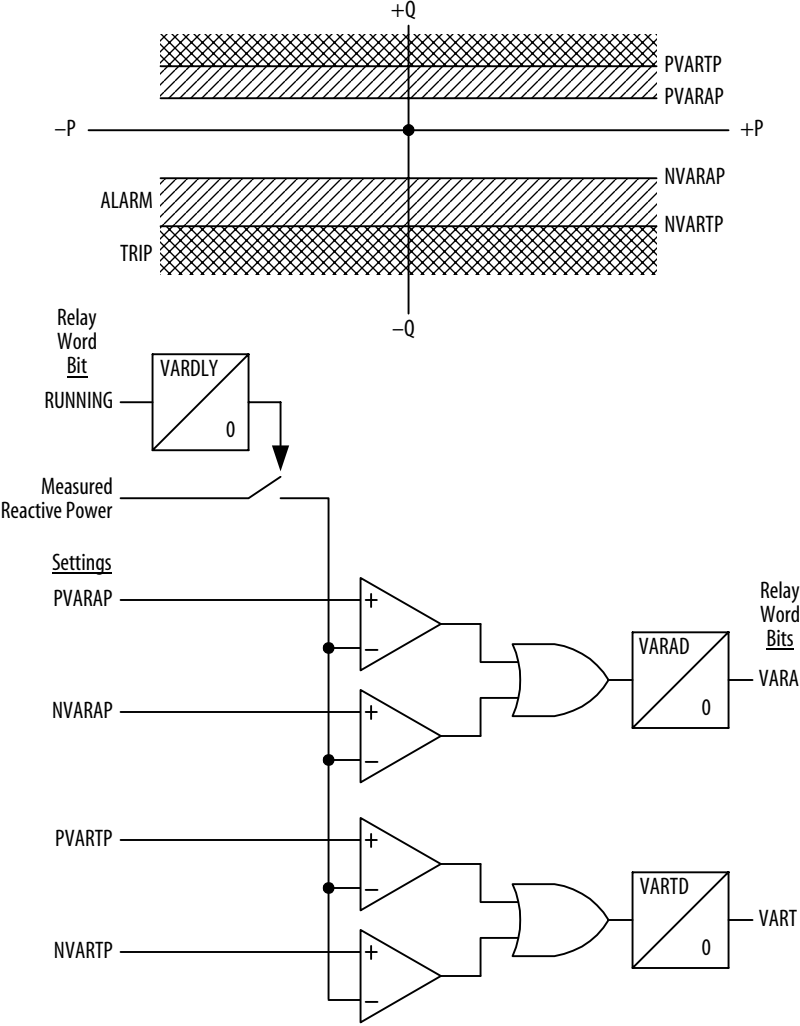 +Q
PVARTP
PVARAP
–P
+P
NVARAP
ALARM
NVARTP
TRIP
–Q
Relay
Word
Bit
VARDLY
RUNNING
0
Measured
Reactive Power
Settings
PVARAP
+
–
Relay
Word
Bits
VARAD
VARA
0
NVARAP
+
–
PVARTP
+
–
VARTD
VART
0
NVARTP
+
–